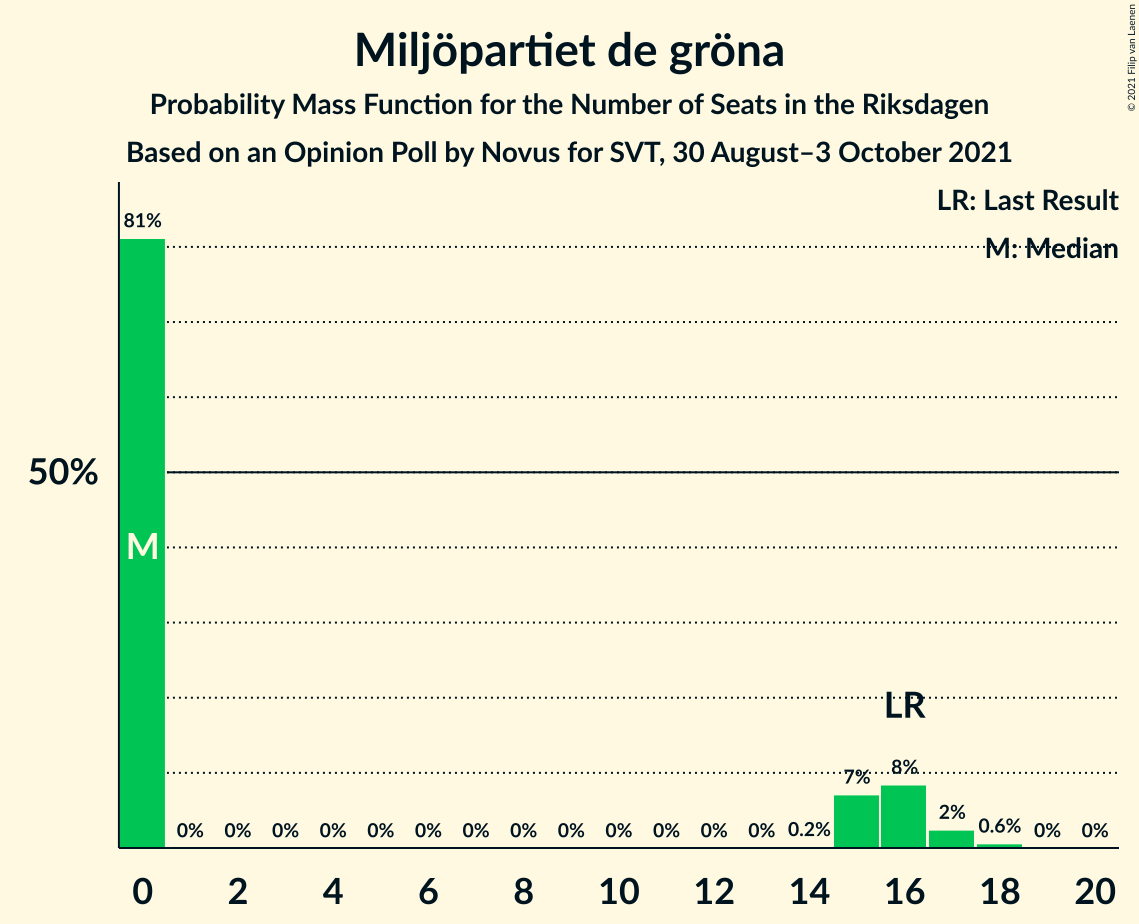 Miljöpartiet de gröna
Probability Mass Function for the Number of Seats in the Riksdagen
Based on an Opinion Poll by Novus for SVT, 30 August–3 October 2021
© 2021 Filip van Laenen
LR: Last Result
M: Median
81%
50%
M
LR
0% 0% 0% 0% 0% 0% 0% 0% 0% 0% 0% 0% 0% 0.2% 7% 8% 2% 0.6% 0% 0%
0 2 4 6 8 10 12 14 16 18 20